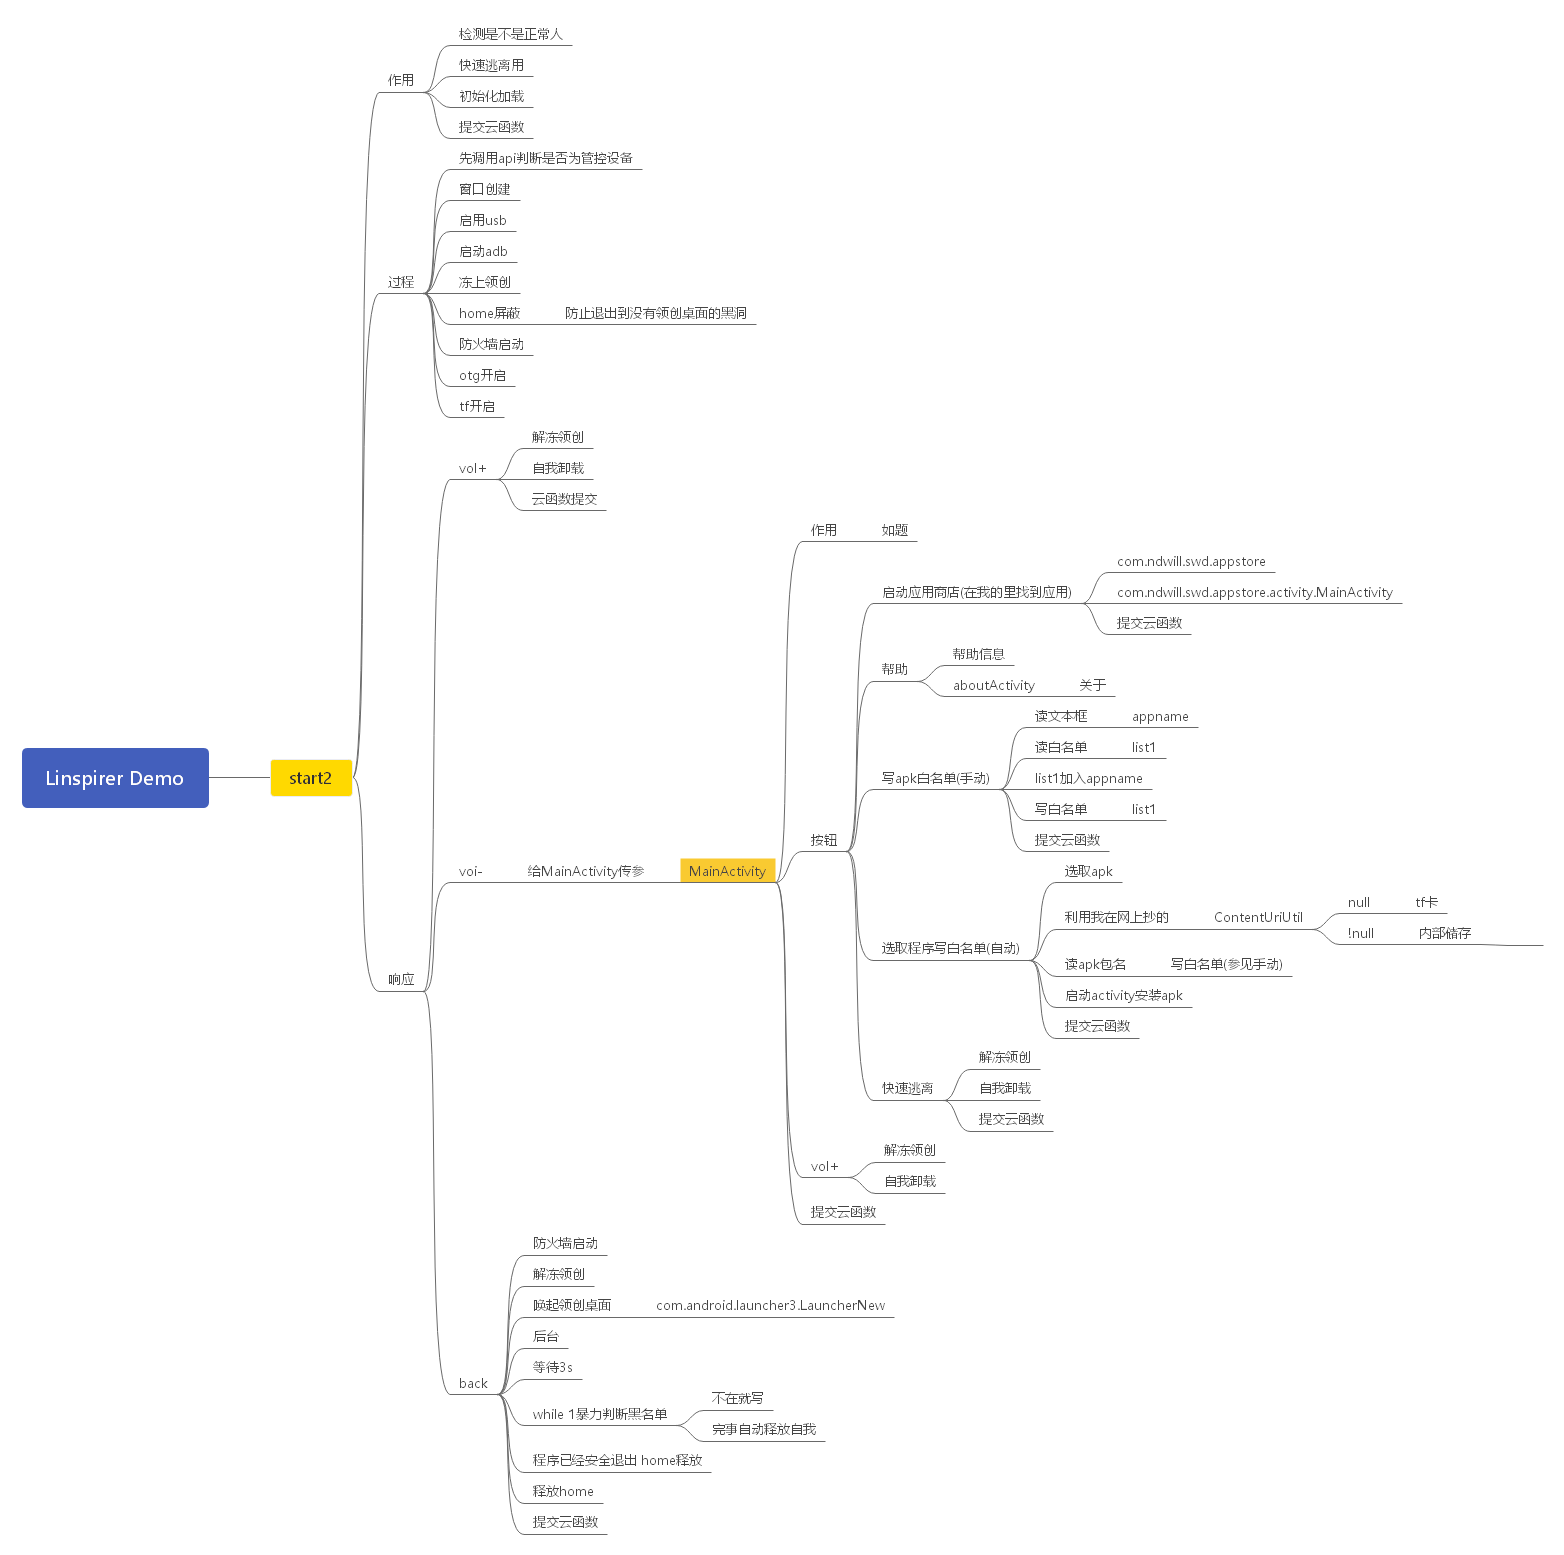 检测是不是正常人
快速逃离用
作用
初始化加载
提交云函数
先调用api判断是否为管控设备
窗口创建
启用usb
启动adb
过程
冻上领创
home屏蔽 防止退出到没有领创桌面的黑洞
防火墙启动
otg开启
tf开启
解冻领创
vol+
自我卸载
云函数提交
作用 如题
com.ndwill.swd.appstore
启动应用商店(在我的里找到应用)
com.ndwill.swd.appstore.activity.MainActivity
提交云函数
帮助信息
帮助
aboutActivity 关于
读文本框 appname
读白名单 list1
写apk白名单(手动)
list1加入appname
写白名单 list1
提交云函数
Linspirer Demo
start2
按钮
选取apk
voi- 给MainActivity传参 MainActivity
利用我在网上抄的 ContentUriUtil
null tf卡
!null 内部储存
选取程序写白名单(自动)
读apk包名 写白名单(参见手动)
启动activity安装apk
提交云函数
响应
解冻领创
快速逃离
自我卸载
提交云函数
解冻领创
vol+
自我卸载
提交云函数
防火墙启动
解冻领创
唤起领创桌面 com.android.launcher3.LauncherNew
后台
等待3s
back
while 1暴力判断黑名单
不在就写
完事自动释放自我
程序已经安全退出 home释放
释放home
提交云函数